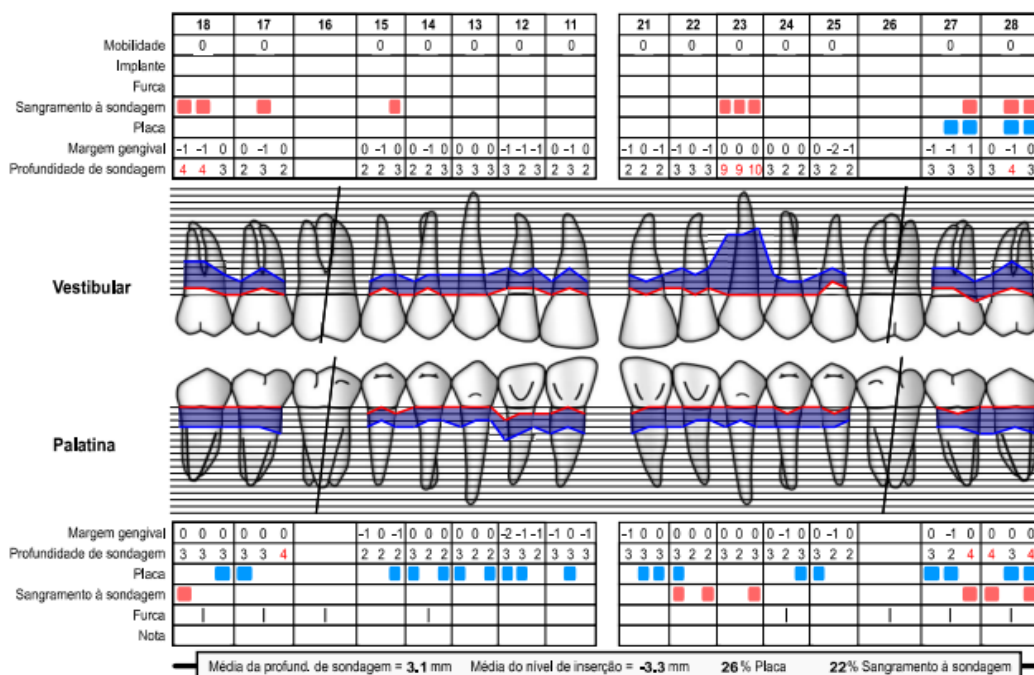 18 17 16 15 14 13 12 11 21 22 23 24 25 26 27 28
Mobilidade 0 0 0 0 0 0 0 0 0 0 0 0 0 0
Implante
Furca
Sangramento à sondagem
Placa
Margem gengival -1 -1 0 0 -1 0 0 -1 0 0 -1 0 0 0 0 -1 -1 -1 0 -1 0 -1 0 -1 0 -1 0 0 0 0 0 0 0 0 -2 -1 -1 -1 1 0 -1 0
Profundidade de sondagem 4 4 3 2 3 2 2 2 3 2 2 3 3 3 3 3 2 3 2 3 2 2 2 2 3 3 3 9 9 10 3 2 2 3 2 2 3 3 3 3 4 3
Vestibular
Palatina
Margem gengival 0 0 0 0 0 0 -1 0 -1 0 0 0 0 0 0 -2 -1 -1 -1 0 -1 -1 0 0 0 0 0 0 0 0 0 -1 0 0 -1 0 0 -1 0 0 0 0
Profundidade de sondagem 3 3 3 3 3 4 2 2 2 3 2 2 3 2 2 3 3 2 3 3 3 3 3 3 3 2 3 3 2 3 3 2 3 3 2 2 3 2 4 4 3 4
Placa
Sangramento à sondagem
Furca
Nota
Média da profund. de sondagem = 3.1 mm Média do nível de inserção = -3.3 mm 26% Placa 22% Sangramento à sondagem